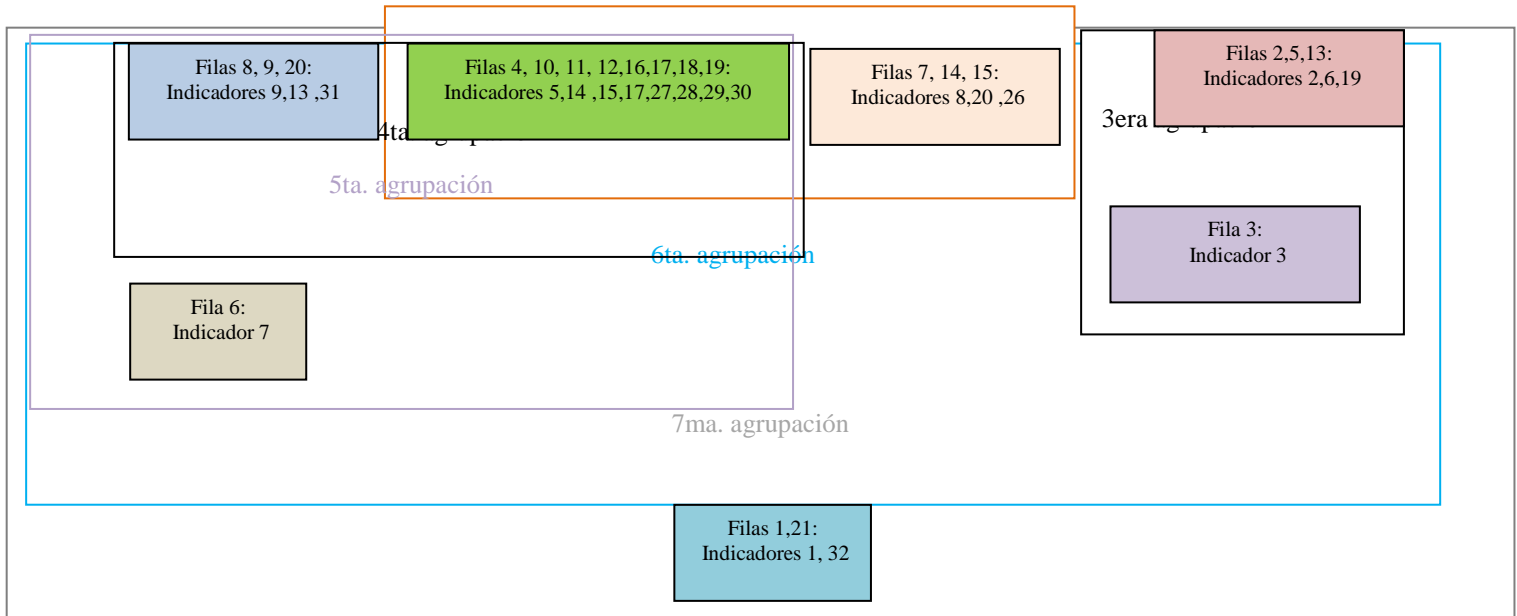 Filas 8, 9, 20:
Indicadores 9,13 ,31
Filas 4, 10, 11, 12,16,17,18,19:
Indicadores 5,14 ,15,17,27,28,29,30
Filas 7, 14, 15:
Indicadores 8,20 ,26
Filas 2,5,13:
Indicadores 2,6,19
4ta
3era
5ta. agrupación
Fila 3:
Indicador 3
6ta. agrupación
Fila 6:
Indicador 7
7ma. agrupación
Filas 1,21:
Indicadores 1, 32